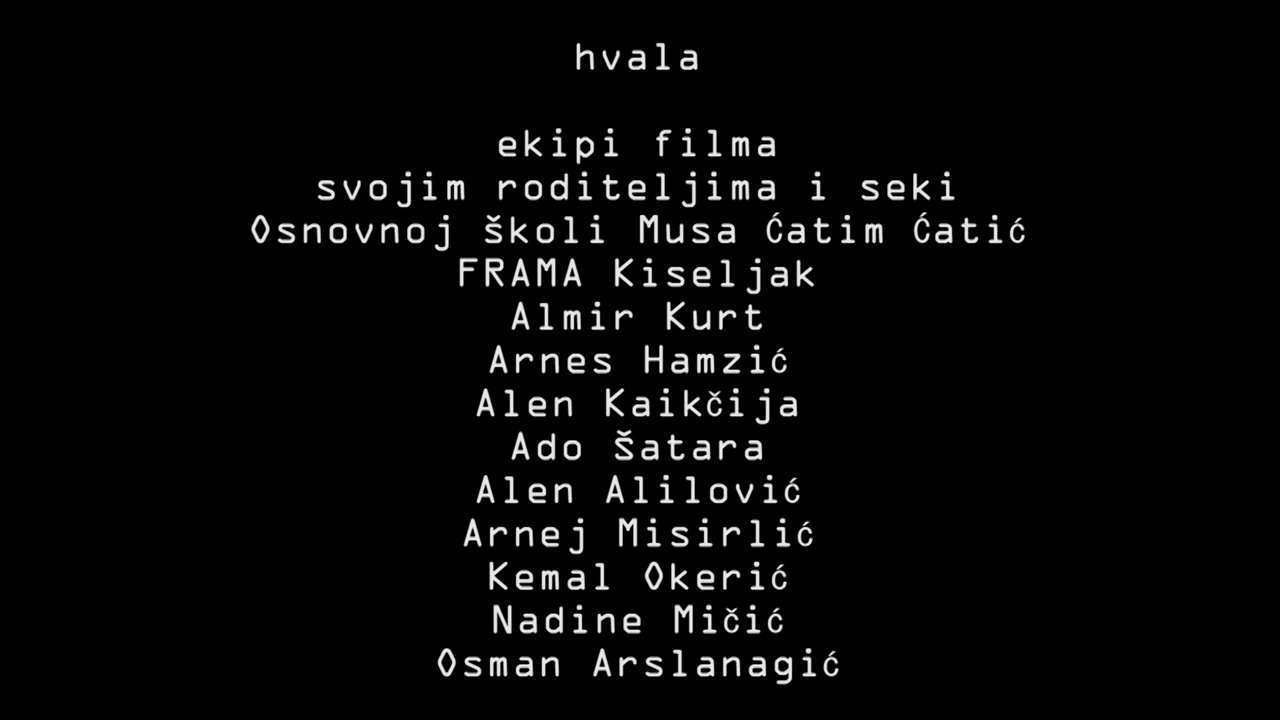 hvala
ekipi filma
svojim roditeljima i seki
Osnovnoj školi Musa Ćatim Ćatić
FRAMA Kiseljak
Almir Kurt
Arnes Hamzić
Alen Kaikčija
Ado Šatara
Alen Alilović
Arnej Misirlić
Kemal Okerić
Nadine Mičić
Osman Arslanagić